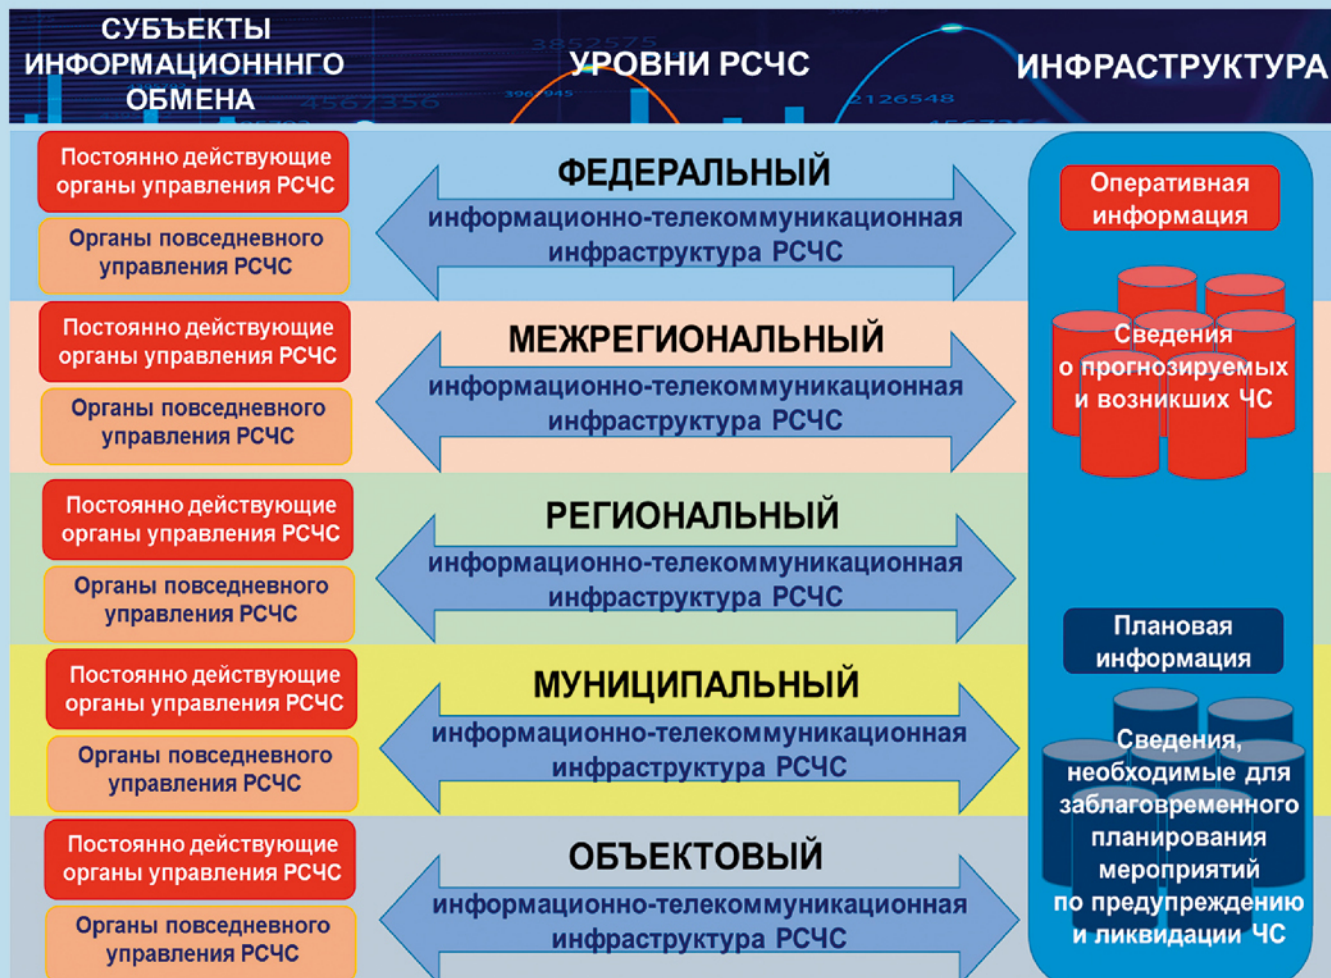 СУБЪЕКТЫ
ИНФОРМАЦИОНННГО
ОБМЕНА
УРОВНИ РСЧС
ИНФРАСТРУКТУРА
3852575
3967945
4567356
2126548
Постоянно действующие
органы управления РСЧС
Органы повседневного
управления РСЧС
ФЕДЕРАЛЬНЫЙ
информационно-телекоммуникационная
инфраструктура РСЧС
Постоянно действующие
органы управления РСЧС
Органы повседневного
управления РСЧС
МЕЖРЕГИОНАЛЬНЫЙ
информационно-телекоммуникационная
инфраструктура РСЧС
Постоянно действующие
органы управления РСЧС
Органы повседневного
управления РСЧС
РЕГИОНАЛЬНЫЙ
информационно-телекоммуникационная
инфраструктура РСЧС
Постоянно действующие
органы управления РСЧС
Органы повседневного
управления РСЧС
МУНИЦИПАЛЬНЫЙ
информационно-телекоммуникационная
инфраструктура РСЧС
Постоянно действующие
органы управления РСЧС
Органы повседневного
управления РСЧС
ОБЪЕКТОВЫЙ
информационно-телекоммуникационная
инфраструктура РСЧС
Оперативная
информация
Сведения
о прогнозируемых
и возникших ЧС
Плановая
информация
Сведения,
необходимые для
заблаговременного
планирования
мероприятий
по предупреждению
и ликвидации ЧС